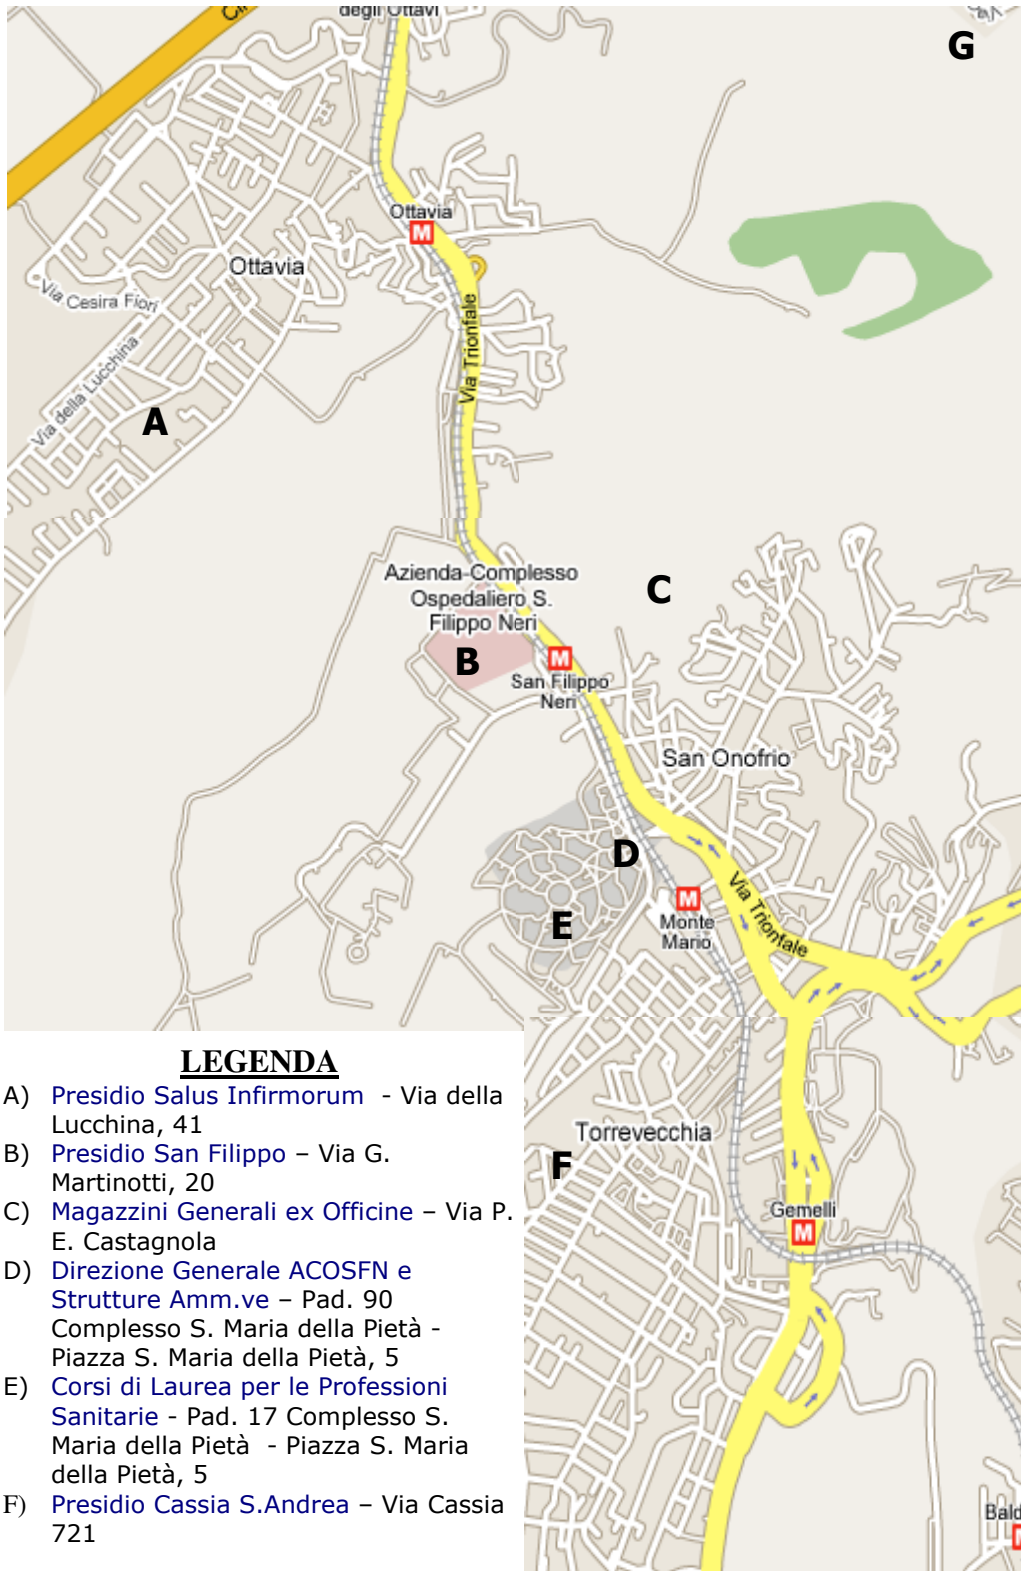 degli Ottavi
G
Ottavia
M
Ottavia
Via Cesira Fiori
Via Trionfale
Via della Lucchina
A
Azienda-Complesso
Ospedaliero S.
Filippo Neri
C
B
M
San Filippo
Neri
San Onofrio
D
Via Trionfale
M
E
Monte
Mario
LEGENDA
A) Presidio Salus Infirmorum - Via della
Lucchina, 41
B) Presidio San Filippo – Via G.
Martinotti, 20
C) Magazzini Generali ex Officine – Via P.
E. Castagnola
D) Direzione Generale ACOSFN e
Strutture Amm.ve – Pad. 90
Complesso S. Maria della Pietà -
Piazza S. Maria della Pietà, 5
E) Corsi di Laurea per le Professioni
Sanitarie - Pad. 17 Complesso S.
Maria della Pietà - Piazza S. Maria
della Pietà, 5
F) Presidio Cassia S.Andrea – Via Cassia
721
Torrevecchia
F
Gemelli
M
Bald